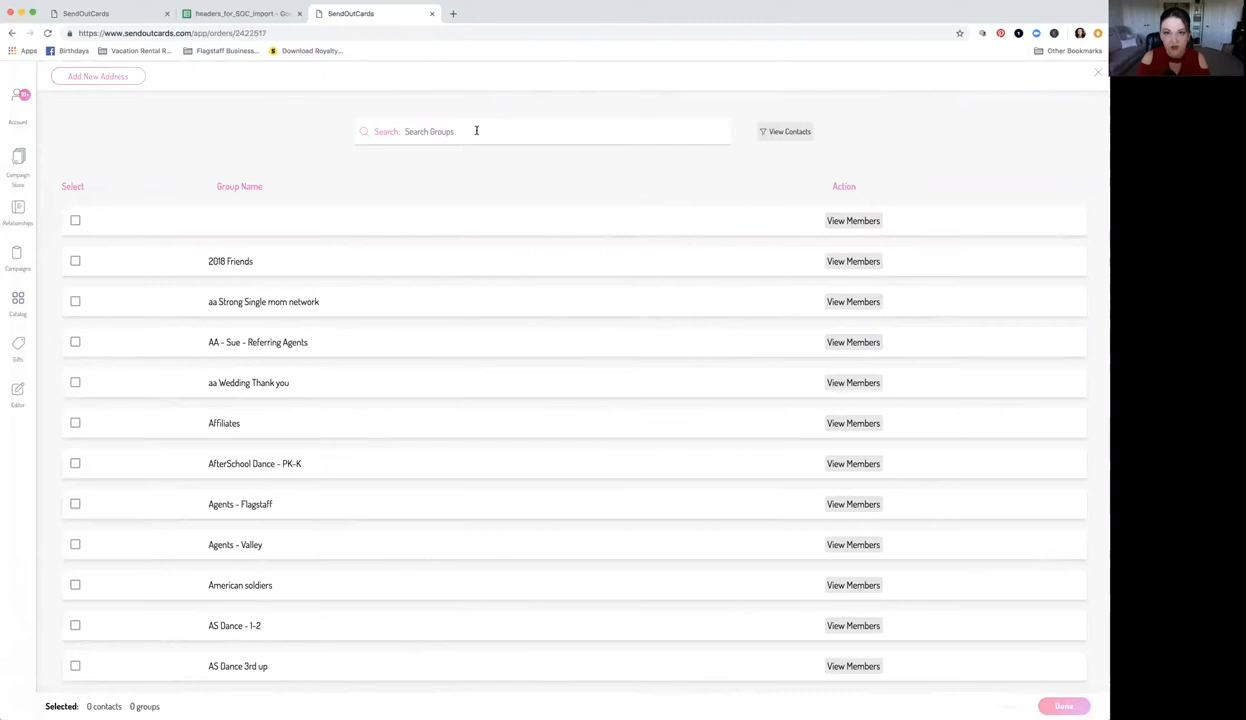 SendOutCards
headers_for_SOC_Import - Goo
SendOutCards
https://www.sendoutcards.com/app/orders/2422517
Apps
Birthdays
Vacation Rental R...
Flagstaff Business...
Download Royalty...
Other Bookmarks
Add New Address
10+
Account
Search: Search Groups
View Contacts
Campaign
Store
Relationships
Campaigns
Catalog
Gifts
Editor
Select
Group Name
Action
View Members
2018 Friends
View Members
aa Strong Single mom network
View Members
AA - Sue - Referring Agents
View Members
aa Wedding Thank you
View Members
Affiliates
View Members
AfterSchool Dance - PK-K
View Members
Agents - Flagstaff
View Members
Agents - Valley
View Members
American soldiers
View Members
AS Dance - 1-2
View Members
AS Dance 3rd up
View Members
Selected: 0 contacts 0 groups
Done